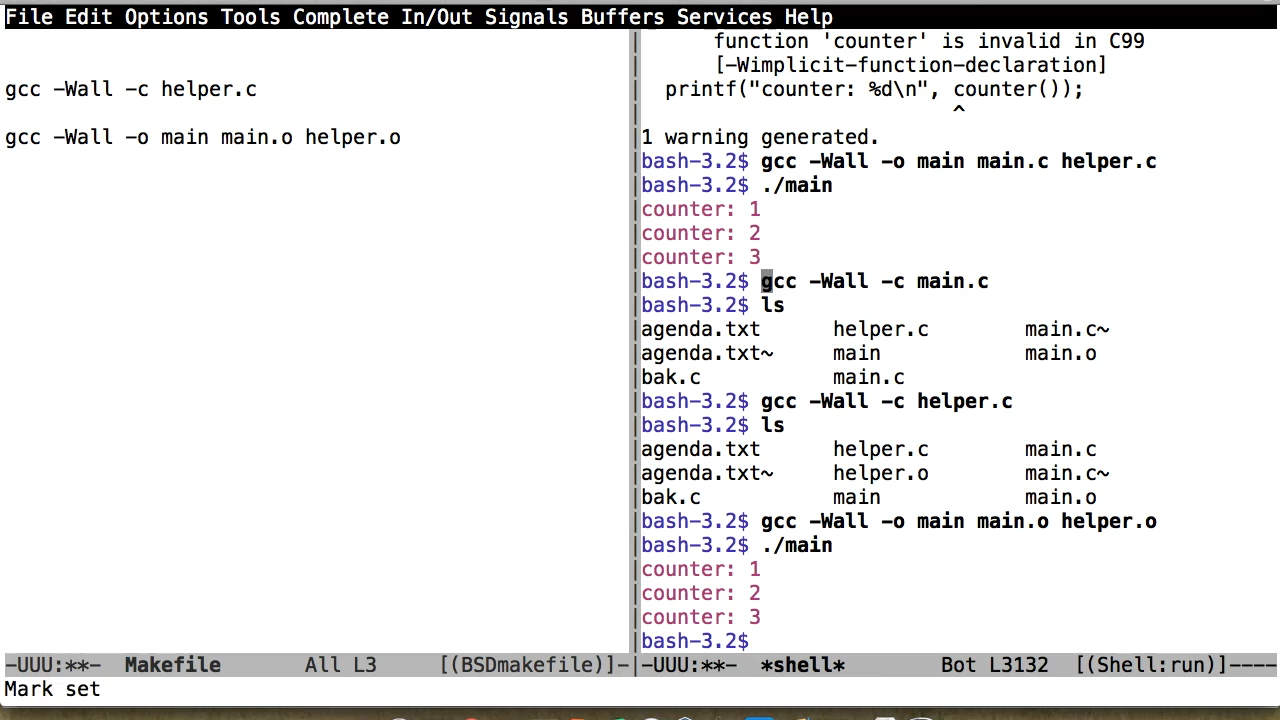 File Edit Options Tools Complete In/Out Signals Buffers Services Help
gcc -Wall -c helper.c
gcc -Wall -o main main.o helper.o
-UUU:**-  Makefile       All L3     [(BSDmakefile)]-
function 'counter' is invalid in C99
[-Wimplicit-function-declaration]
printf("counter: %d\n", counter());
^
1 warning generated.
bash-3.2$ gcc -Wall -o main main.c helper.c
bash-3.2$ ./main
counter: 1
counter: 2
counter: 3
bash-3.2$ gcc -Wall -c main.c
bash-3.2$ ls
agenda.txt      helper.c        main.c~
agenda.txt~     main            main.o
bak.c           main.c
bash-3.2$ gcc -Wall -c helper.c
bash-3.2$ ls
agenda.txt      helper.c        main.c
agenda.txt~     helper.o        main.c~
bak.c           main            main.o
bash-3.2$ gcc -Wall -o main main.o helper.o
bash-3.2$ ./main
counter: 1
counter: 2
counter: 3
bash-3.2$
-UUU:**-  *shell*        Bot L3132  [(Shell:run)]----
Mark set